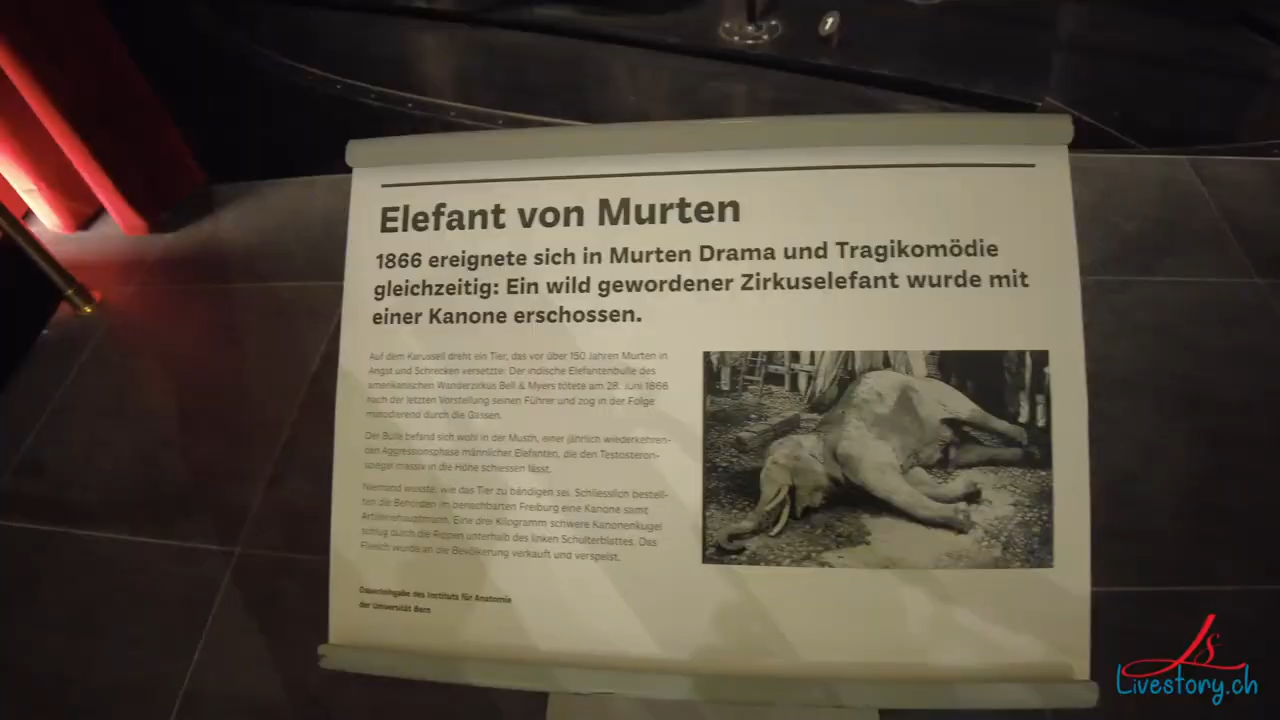 Elefant von Murten
1866 ereignete sich in Murten Drama und Tragikomödie
gleichzeitig: Ein wild gewordener Zirkuselefant wurde mit
einer Kanone erschossen.
Auf dem Karussell dreht ein Tier, das vor über 150 Jahren Murten in
Angst und Schrecken versetzte: Der indische Elefantenbulle des
amerikanischen Wanderzirkus Bell & Myers tötete am 28. Juni 1866
nach der letzten Vorstellung seinen Führer und zog in der Folge
marodierend durch die Gassen.
Der Bulle befand sich wohl in der Musth, einer jährlich wiederkehren-
den Aggressionsphase männlicher Elefanten, die den Testosteron-
spiegel massiv in die Höhe schiessen lässt.
Niemand wusste, wie das Tier zu bändigen sei. Schliesslich bestell-
ten die Behörden im benachbarten Freiburg eine Kanone samt
Artilleriehauptmann. Eine drei Kilogramm schwere Kanonenkugel
schlug durch die Rippen unterhalb des linken Schulterblattes. Das
Fleisch wurde an die Bevölkerung verkauft und verspeist.
Dauerleihgabe des Instituts für Anatomie
der Universität Bern
Ls
Livestory.ch